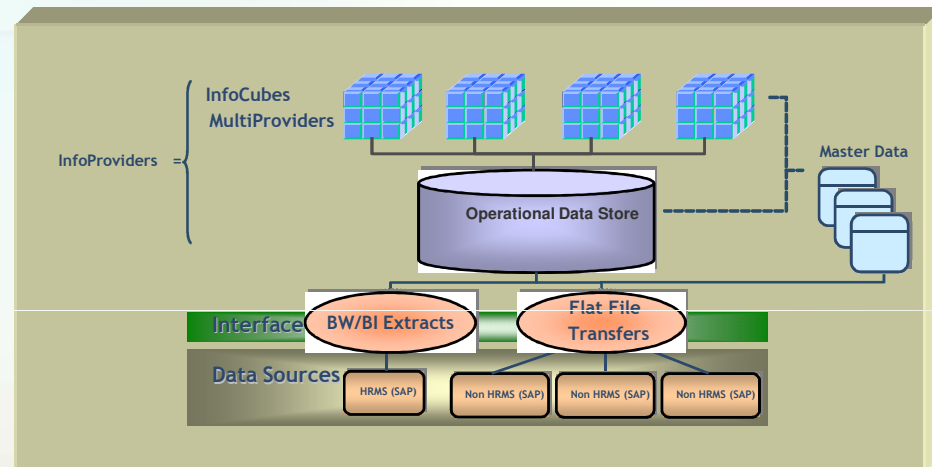 InfoCubes
MultiProviders
InfoProviders =
Master Data
Operational Data Store
Interface
BW/BI Extracts
Flat File
Transfers
Data Sources
HRMS (SAP)
Non HRMS (SAP)
Non HRMS (SAP)
Non HRMS (SAP)